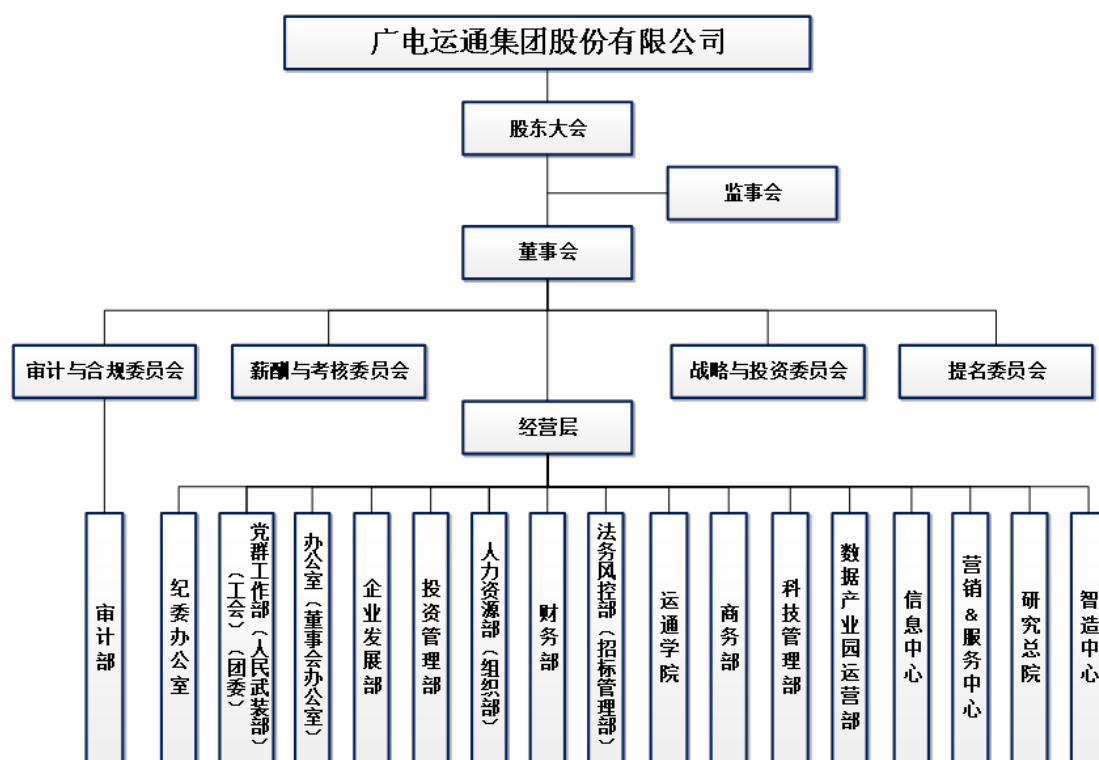 广电运通集团股份有限公司
股东大会
监事会
董事会
审计与合规委员会
薪酬与考核委员会
战略与投资委员会
提名委员会
经营层
审计部
纪委办公室
党群工作部（人民武装部）
（工会）（团委）
办公室（董事会办公室）
企业发展部
投资管理部
人力资源部（组织部）
财务部
法务风控部（招标管理部）
运通学院
商务部
科技管理部
数据产业园运营部
信息中心
营销&服务中心
研究总院
智造中心